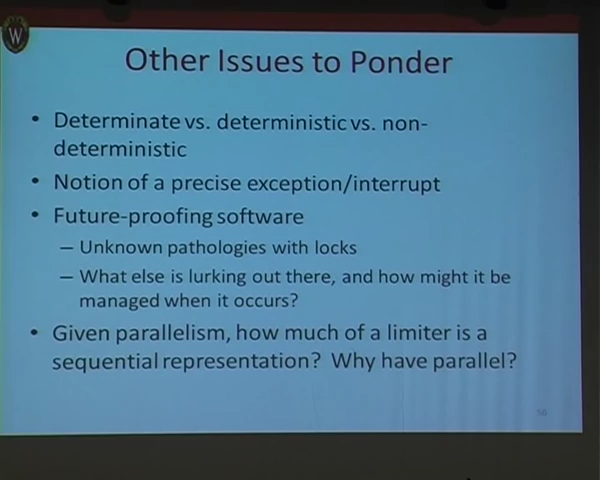 W
Other Issues to Ponder
• Determinate vs. deterministic vs. non-
deterministic
• Notion of a precise exception/interrupt
• Future-proofing software
– Unknown pathologies with locks
– What else is lurking out there, and how might it be
managed when it occurs?
• Given parallelism, how much of a limiter is a
sequential representation? Why have parallel?
56